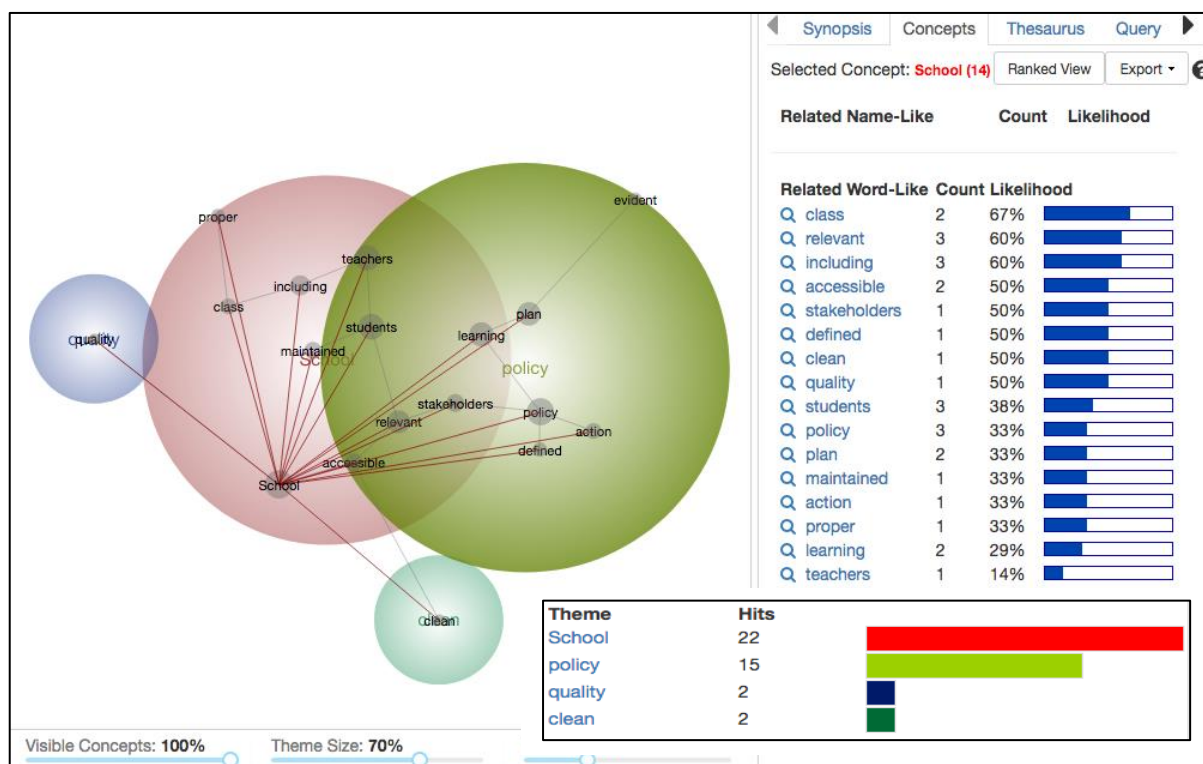 Synopsis Concepts Thesaurus Query
Selected Concept: School (14) Ranked View Export
Related Name-Like Count Likelihood
Related Word-Like Count Likelihood
class 2 67%
relevant 3 60%
including 3 60%
accessible 2 50%
stakeholders 1 50%
defined 1 50%
clean 1 50%
quality 1 50%
students 3 38%
policy 3 33%
plan 2 33%
maintained 1 33%
action 1 33%
proper 1 33%
learning 2 29%
teachers 1 14%
evident
proper
teachers
including
class
plan
students
learning
quality
quality
maintained
School
policy
stakeholders
policy
relevant
action
defined
accessible
School
clean
clean
Theme Hits
School 22
policy 15
quality 2
clean 2
Visible Concepts: 100% Theme Size: 70%